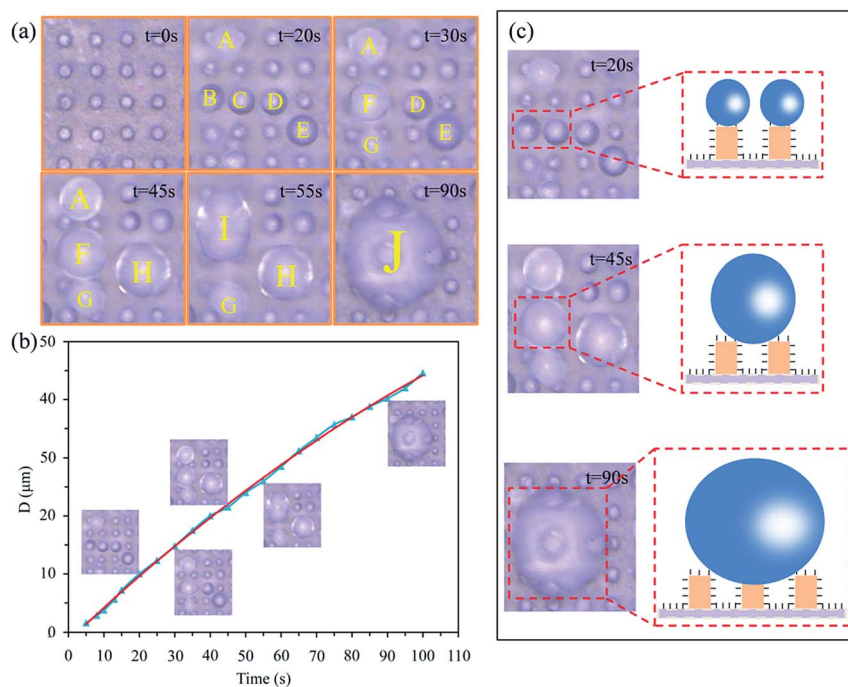 (a)
t=0s
t=20s
A
B C D
E
t=30s
A
F
D
G
E
t=45s
A
F
H
G
t=55s
I
H
G
t=90s
J
(b)
50
40
30
20
10
0
D (μm)
0 10 20 30 40 50 60 70 80 90 100 110
Time (s)
(c)
t=20s
t=45s
t=90s